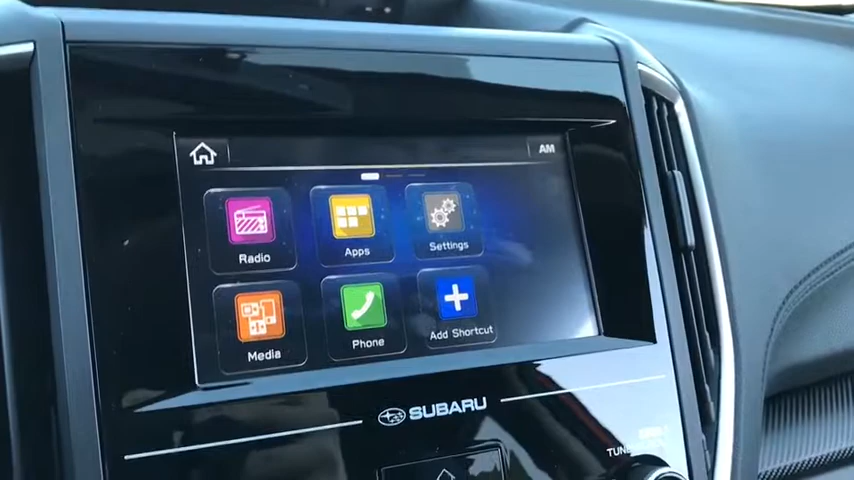 AM
Radio
Apps
Settings
Media
Phone
Add Shortcut
SUBARU
TUNE